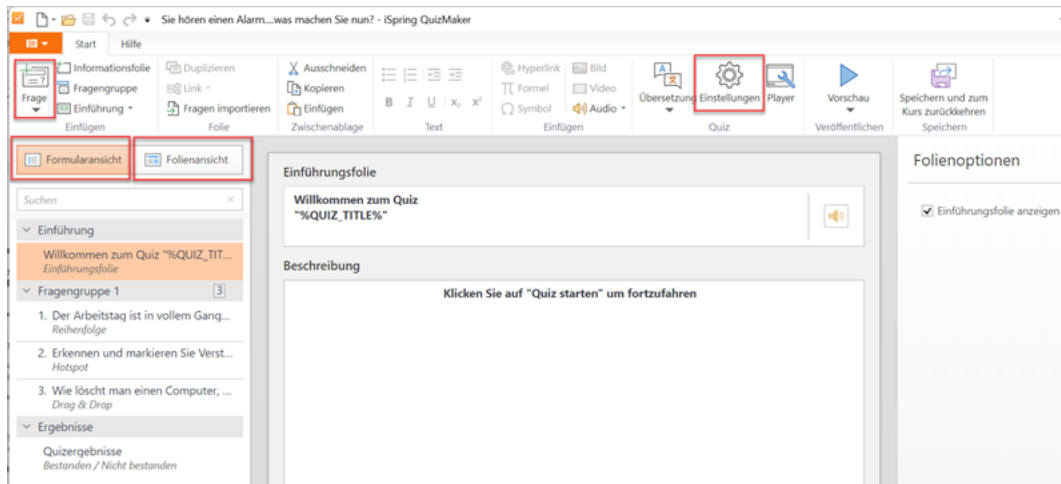 Sie hören einen Alarm....was machen Sie nun? - iSpring QuizMaker
Start Hilfe
Frage
Informationsfolie
Fragengruppe
Einführung
Einfügen
Duplizieren
Link
Fragen importieren
Folie
Ausschneiden
Kopieren
Einfügen
Zwischenablage
B I U X₂ X²
Text
Hyperlink Bild
Formel Video
Symbol Audio
Einfügen
Übersetzung Einstellungen Player
Quiz
Vorschau
Veröffentlichen
Speichern und zum
Kurs zurückkehren
Speichern
Formularansicht Folienansicht
Suchen
Einführung
Willkommen zum Quiz "%QUIZ_TIT...
Einführungsfolie
Fragengruppe 1 3
1. Der Arbeitstag ist in vollem Gang...
Reihenfolge
2. Erkennen und markieren Sie Verst...
Hotspot
3. Wie löscht man einen Computer, ...
Drag & Drop
Ergebnisse
Quizergebnisse
Bestanden / Nicht bestanden
Einführungsfolie
Willkommen zum Quiz
"%QUIZ_TITLE%"
Beschreibung
Klicken Sie auf "Quiz starten" um fortzufahren
Folienoptionen
Einführungsfolie anzeigen